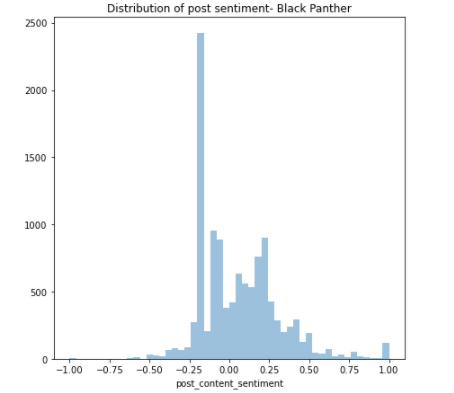 Distribution of post sentiment- Black Panther
2500
2000
1500
1000
500
0
−1.00 −0.75 −0.50 −0.25 0.00 0.25 0.50 0.75 1.00
post_content_sentiment